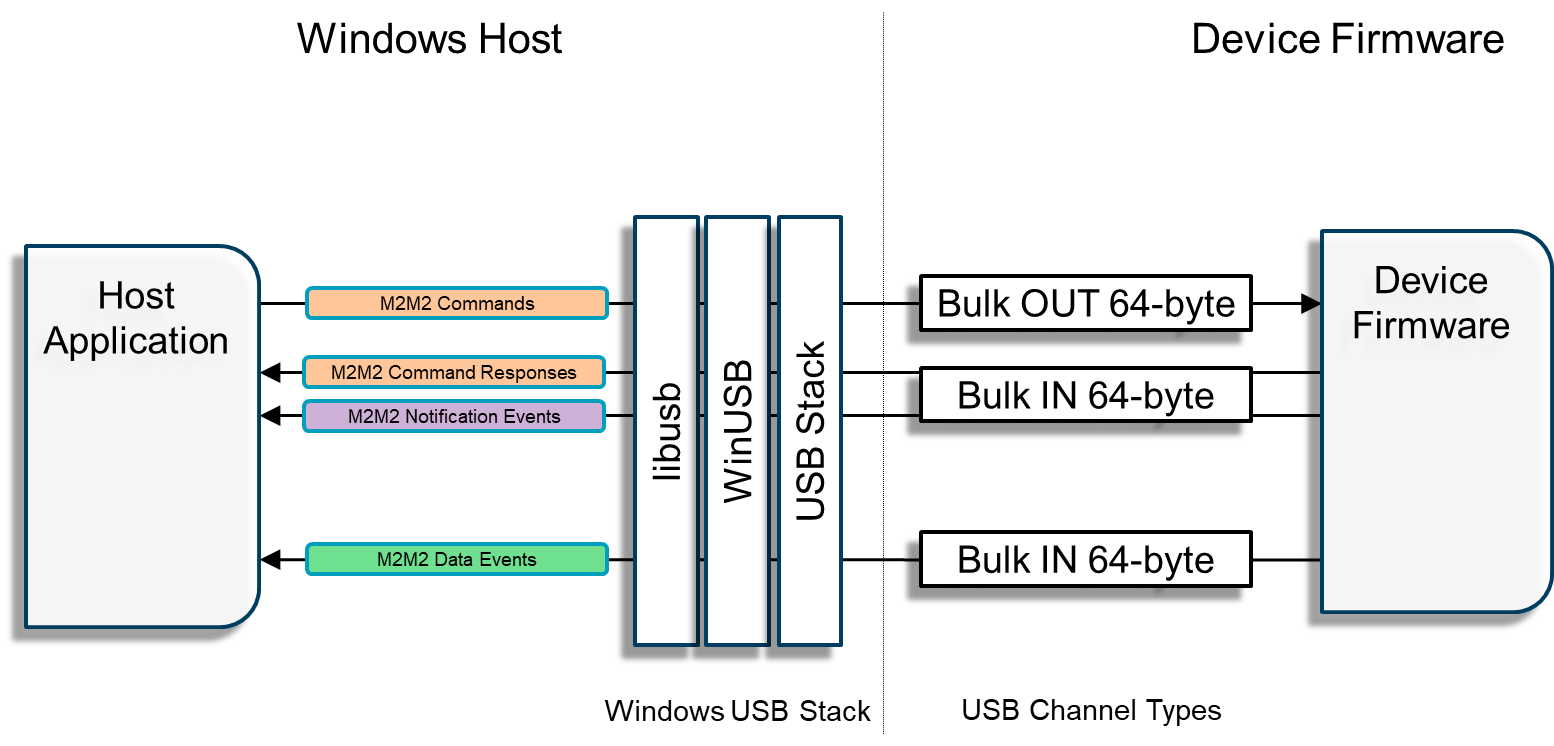 Windows Host
Device Firmware
Host
Application
M2M2 Commands
M2M2 Command Responses
M2M2 Notification Events
M2M2 Data Events
libusb
WinUSB
USB Stack
Bulk OUT 64-byte
Bulk IN 64-byte
Bulk IN 64-byte
Device
Firmware
Windows USB Stack
USB Channel Types